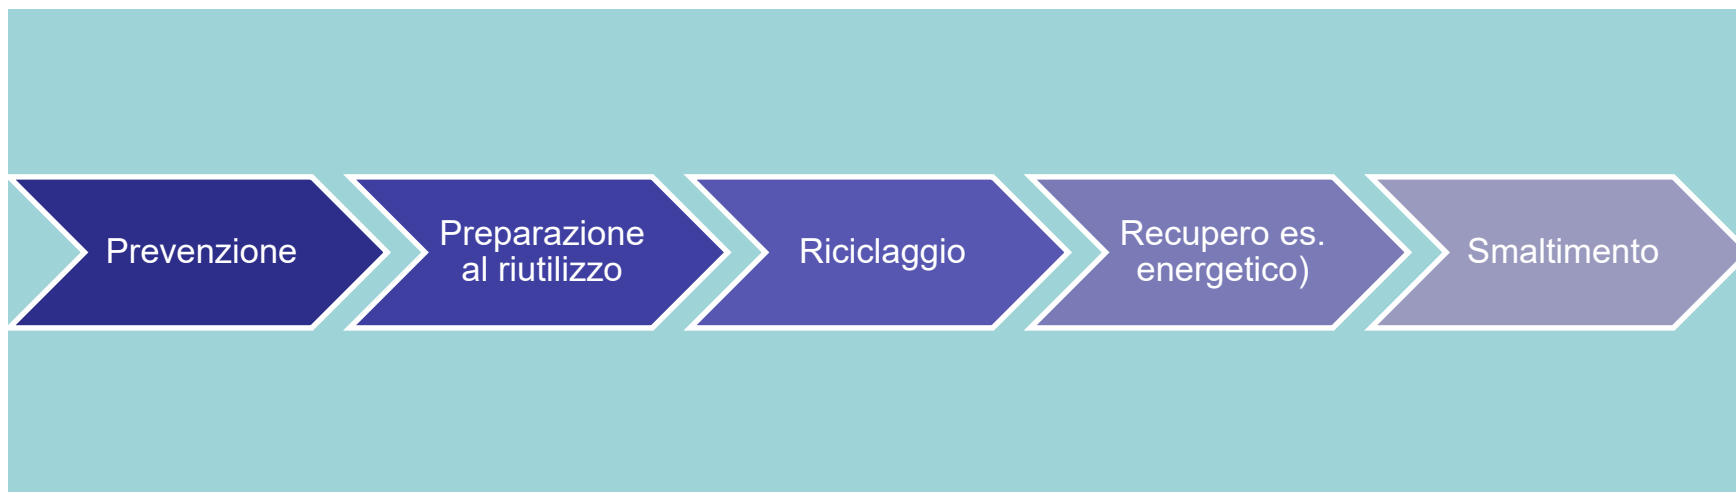 Prevenzione
Preparazione
al riutilizzo
Riciclaggio
Recupero es.
energetico)
Smaltimento